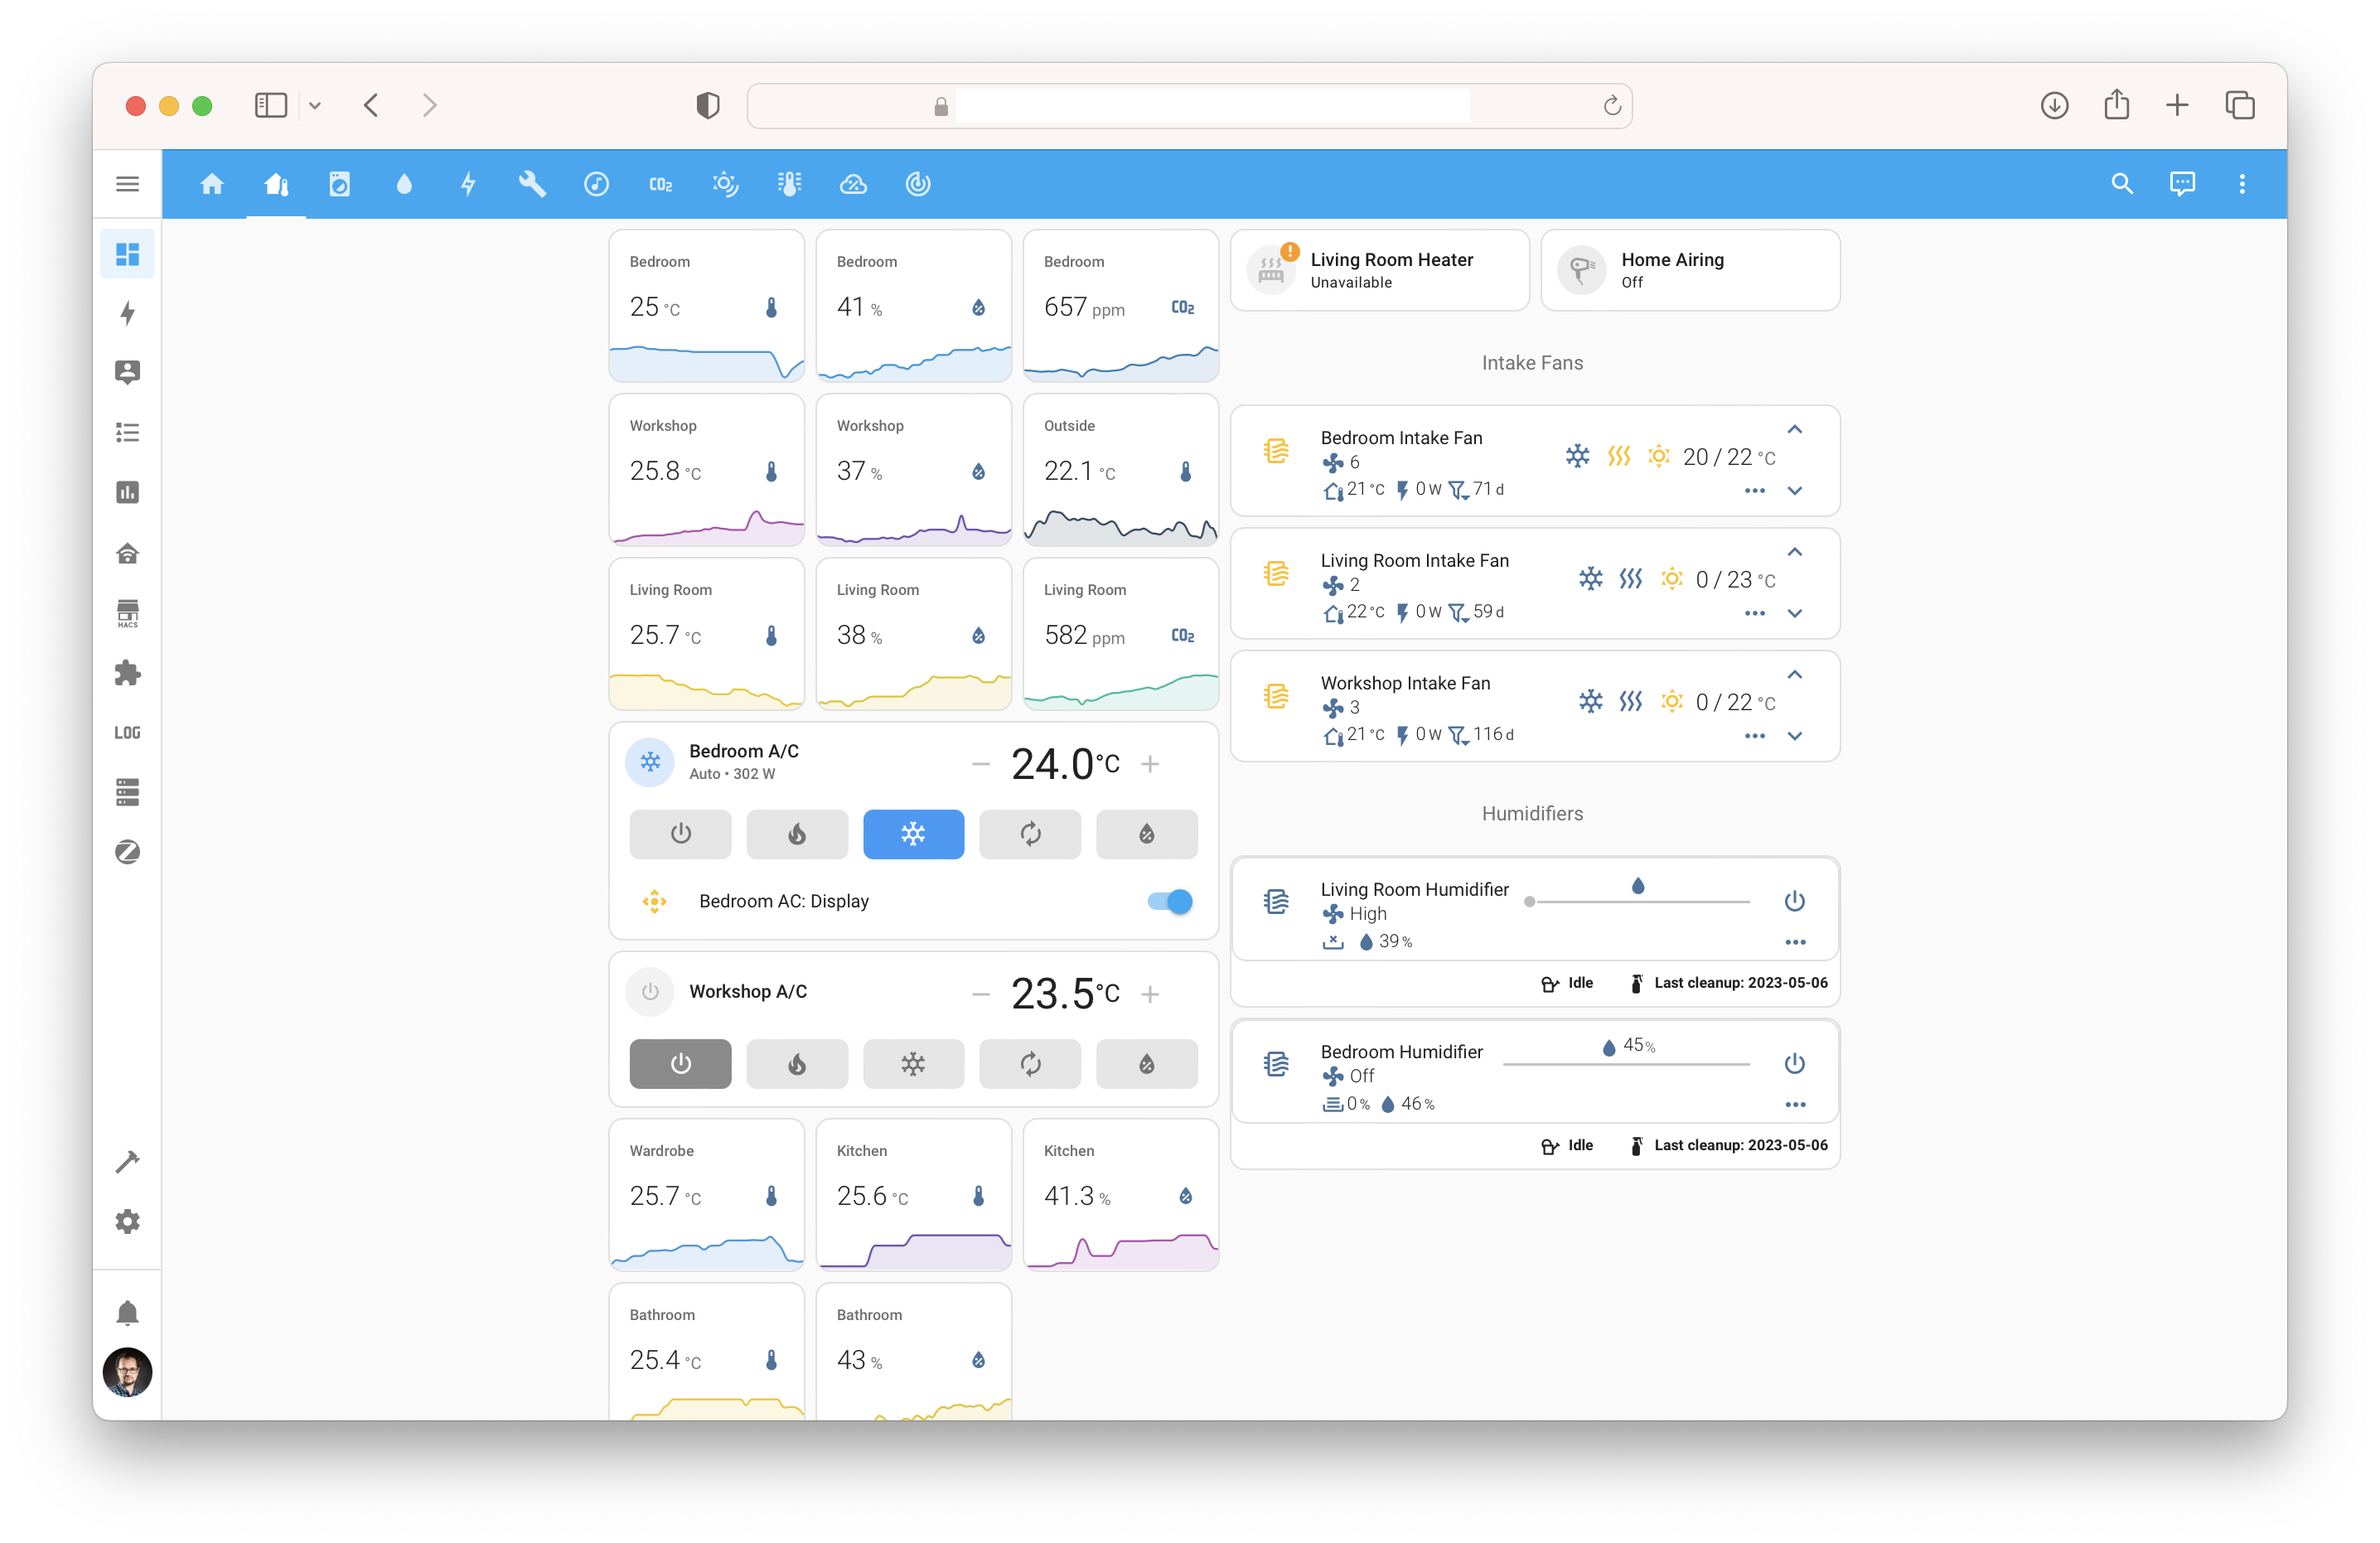 CO2
HACS
LOG
Bedroom
25 °C
Bedroom
41 %
Bedroom
657 ppm
CO2
Workshop
25.8 °C
Workshop
37 %
Outside
22.1 °C
Living Room
25.7 °C
Living Room
38 %
Living Room
582 ppm
CO2
Bedroom A/C
Auto • 302 W
− 24.0°C +
Bedroom AC: Display
Workshop A/C
− 23.5°C +
Wardrobe
25.7 °C
Kitchen
25.6 °C
Kitchen
41.3 %
Bathroom
25.4 °C
Bathroom
43 %
Living Room Heater
Unavailable
Home Airing
Off
Intake Fans
Bedroom Intake Fan
6
21 °C 0 W 71 d
20 / 22 °C
Living Room Intake Fan
2
22 °C 0 W 59 d
0 / 23 °C
Workshop Intake Fan
3
21 °C 0 W 116 d
0 / 22 °C
Humidifiers
Living Room Humidifier
High
39 %
Idle Last cleanup: 2023-05-06
Bedroom Humidifier
Off
0 % 46 %
45 %
Idle Last cleanup: 2023-05-06